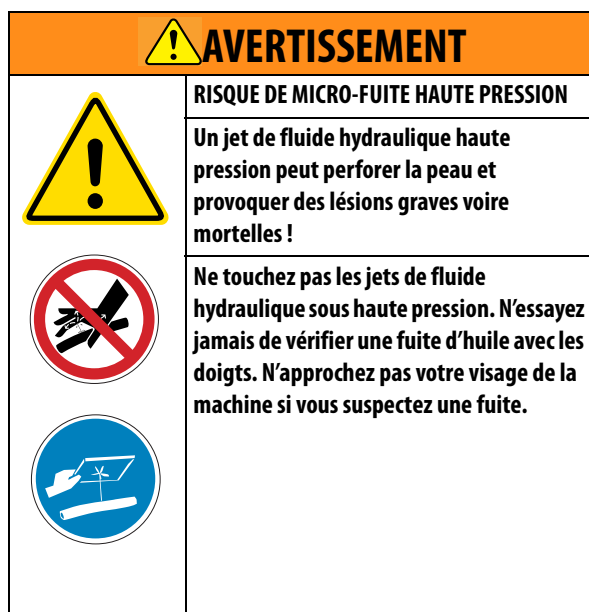 AVERTISSEMENT
RISQUE DE MICRO-FUITE HAUTE PRESSION
Un jet de fluide hydraulique haute
pression peut perforer la peau et
provoquer des lésions graves voire
mortelles !
Ne touchez pas les jets de fluide
hydraulique sous haute pression. N’essayez
jamais de vérifier une fuite d’huile avec les
doigts. N’approchez pas votre visage de la
machine si vous suspectez une fuite.